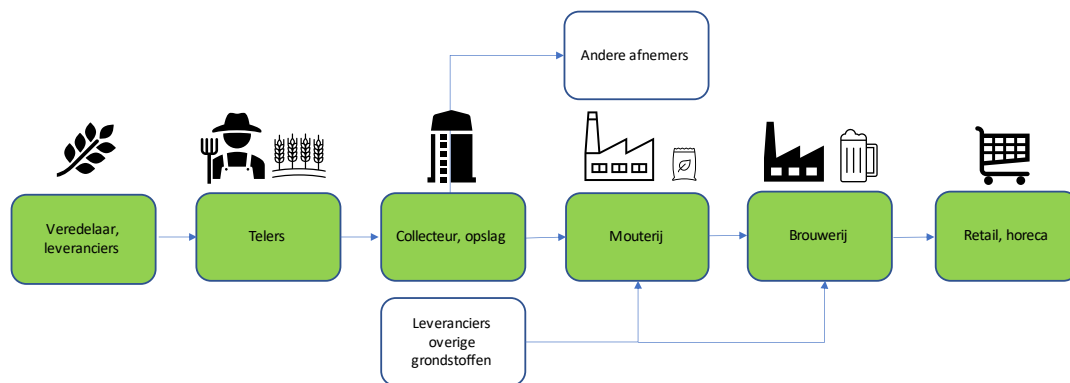 Andere afnemers
Veredelaar,
leveranciers
Telers
Collecteur, opslag
Mouterij
Brouwerij
Retail, horeca
Leveranciers
overige
grondstoffen